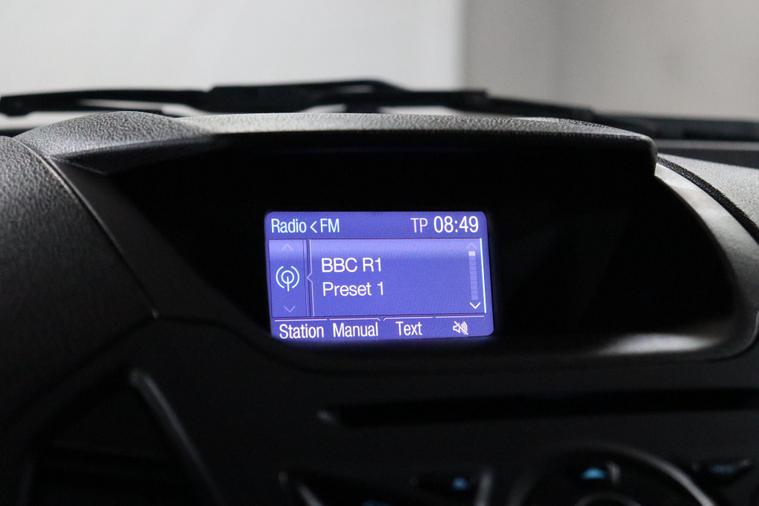 Radio < FM TP 08:49
BBC R1
Preset 1
Station Manual Text